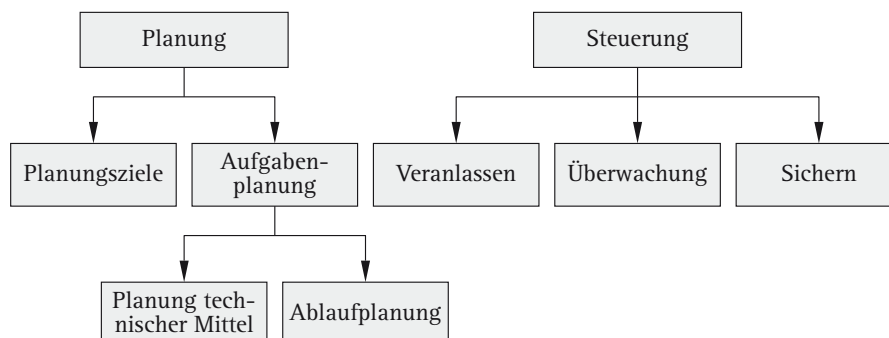 Planung
Steuerung
Planungsziele
Aufgaben-
planung
Veranlassen
Überwachung
Sichern
Planung tech-
nischer Mittel
Ablaufplanung